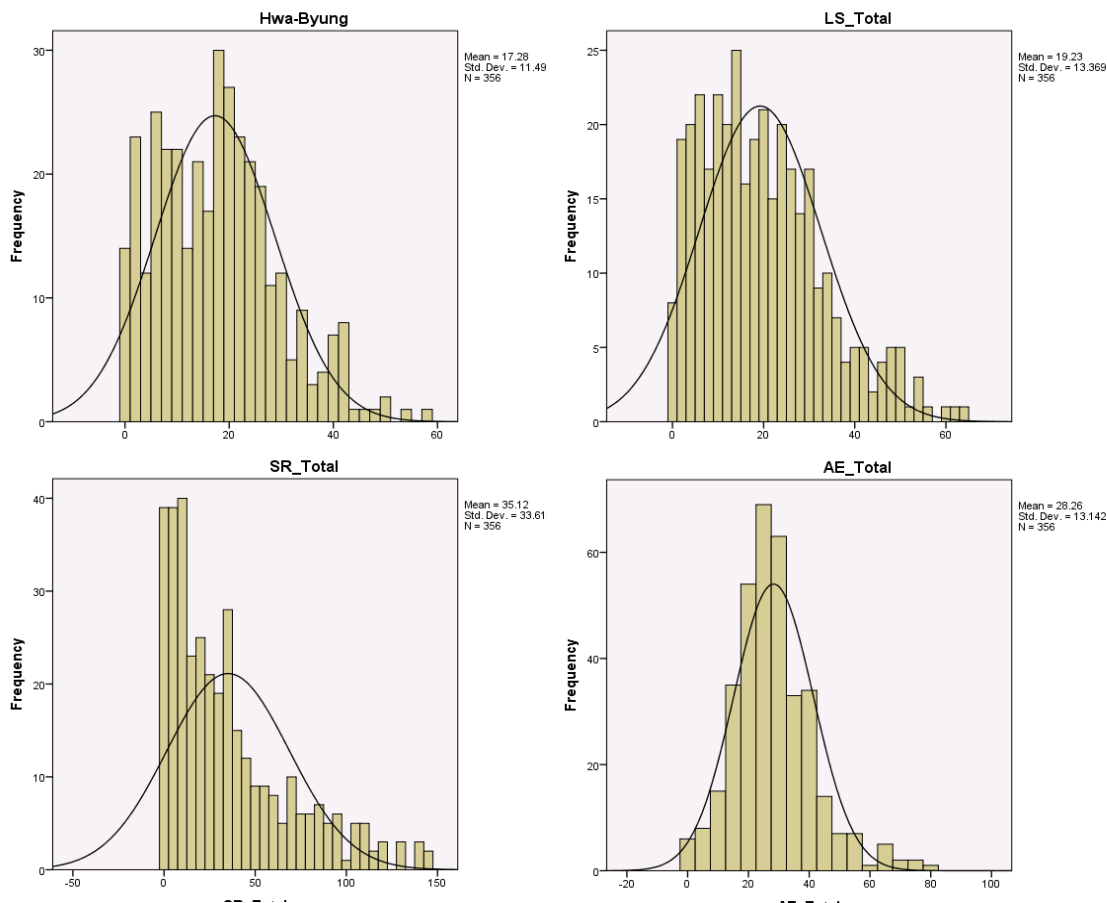 Hwa-Byung
Mean = 17.28
Std. Dev. = 11.49
N = 356
30
20
10
0
Frequency
0 20 40 60
LS_Total
Mean = 19.23
Std. Dev. = 13.369
N = 356
25
20
15
10
5
0
Frequency
0 20 40 60
SR_Total
Mean = 35.12
Std. Dev. = 33.61
N = 356
40
30
20
10
0
Frequency
-50 0 50 100 150
AE_Total
Mean = 28.26
Std. Dev. = 13.142
N = 356
60
40
20
0
Frequency
-20 0 20 40 60 80 100